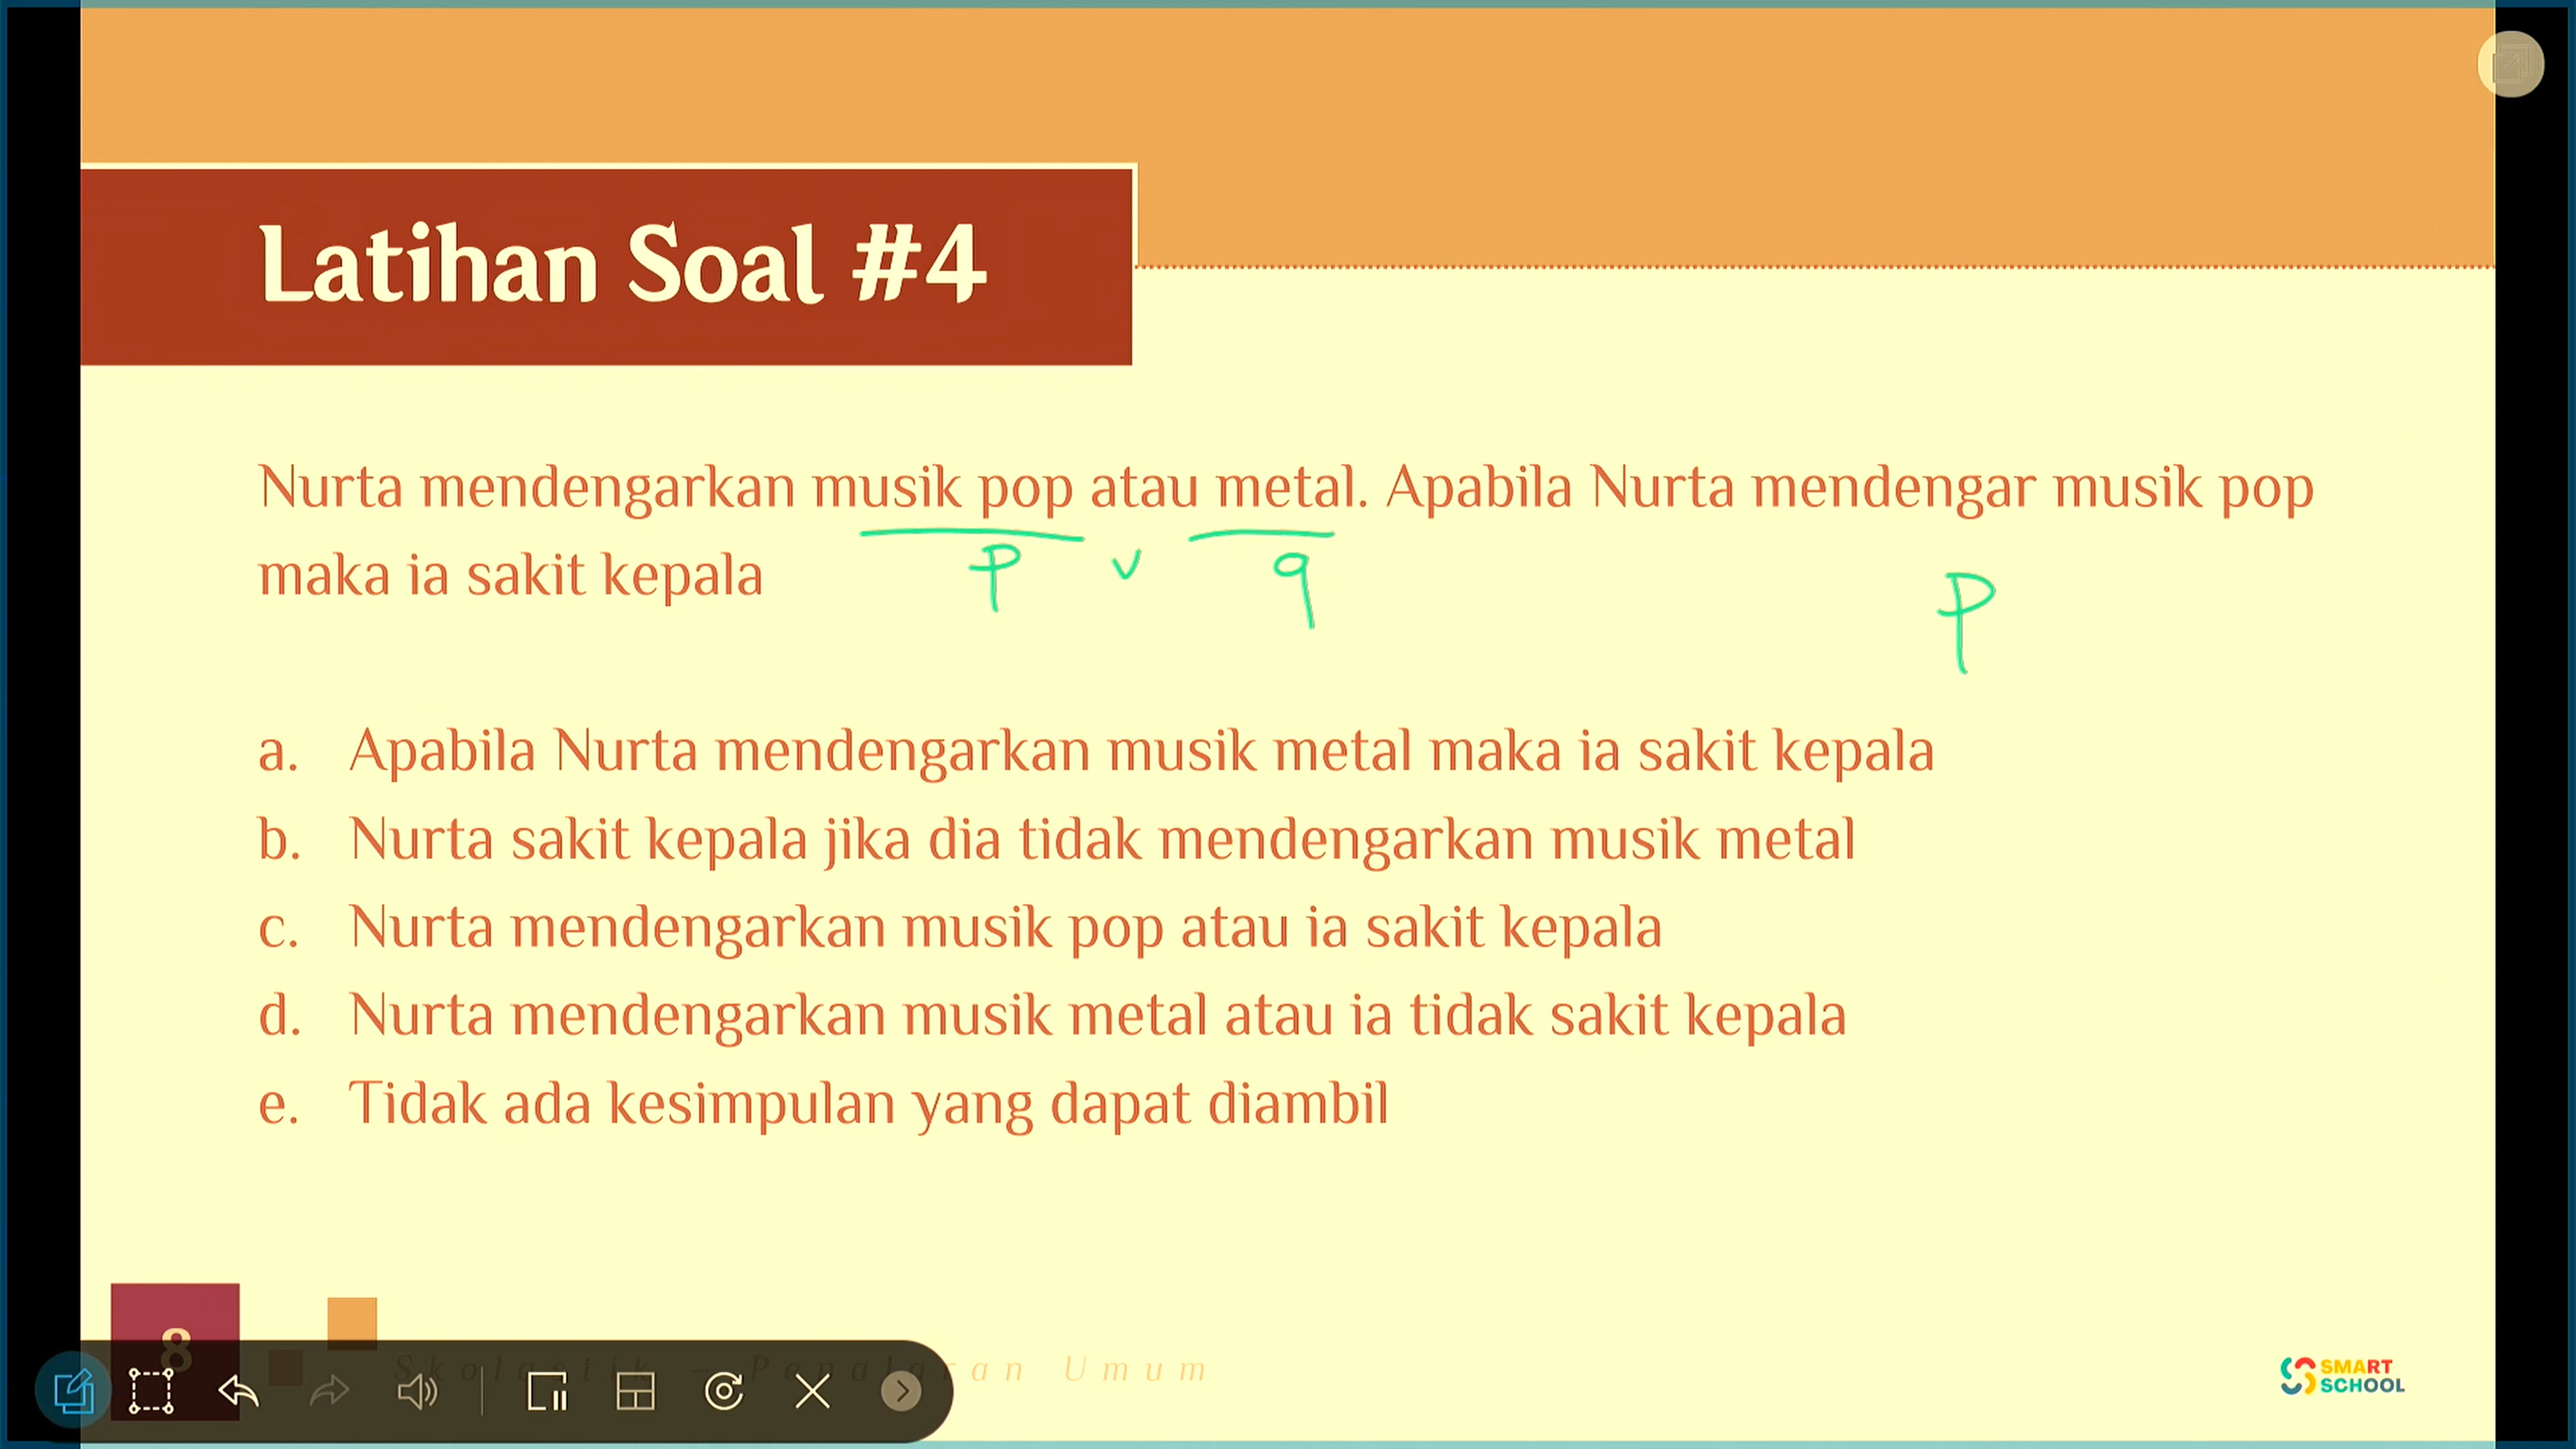 Latihan Soal #4
Nurta mendengarkan musik pop atau metal. Apabila Nurta mendengar musik pop
maka ia sakit kepala
p v q
p
a. Apabila Nurta mendengarkan musik metal maka ia sakit kepala
b. Nurta sakit kepala jika dia tidak mendengarkan musik metal
c. Nurta mendengarkan musik pop atau ia sakit kepala
d. Nurta mendengarkan musik metal atau ia tidak sakit kepala
e. Tidak ada kesimpulan yang dapat diambil
8
Skolastik – Penalaran Umum
SMART
SCHOOL